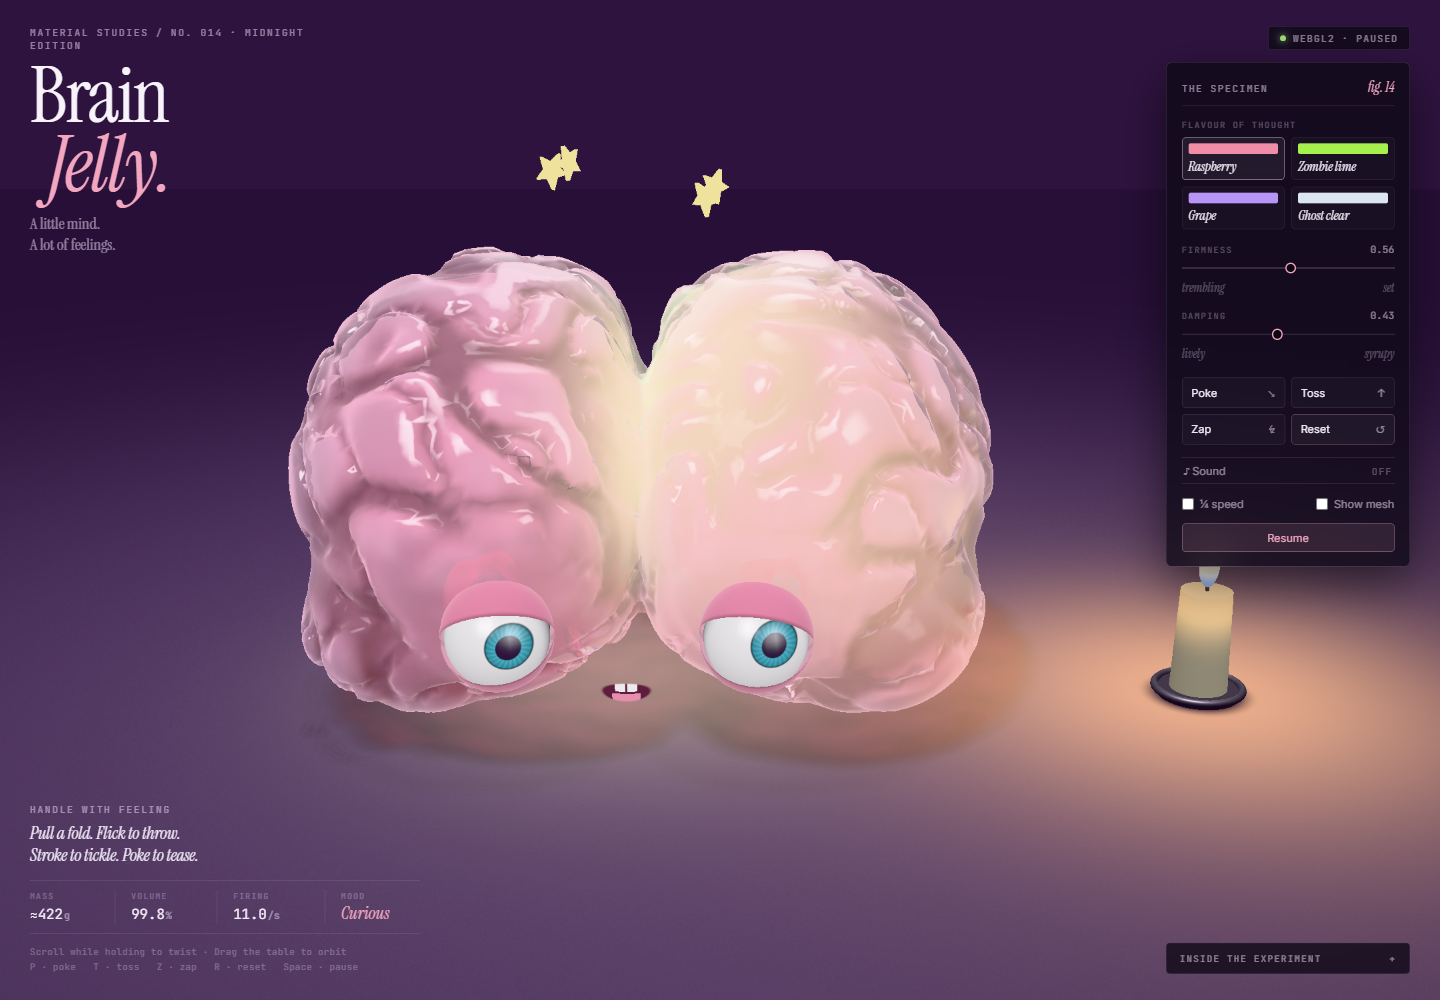 MATERIAL STUDIES / NO. 014 · MIDNIGHT
EDITION
Brain
Jelly.
A little mind.
A lot of feelings.
WEBGL2 · PAUSED
THE SPECIMEN
fig. 14
FLAVOUR OF THOUGHT
Raspberry
Zombie lime
Grape
Ghost clear
FIRMNESS 0.56
trembling set
DAMPING 0.43
lively syrupy
Poke ↘
Toss ↑
Zap ↯
Reset ↺
♪ Sound OFF
¼ speed
Show mesh
Resume
HANDLE WITH FEELING
Pull a fold. Flick to throw.
Stroke to tickle. Poke to tease.
MASS VOLUME FIRING MOOD
≈422g 99.8% 11.0/s Curious
Scroll while holding to twist · Drag the table to orbit
P · poke T · toss Z · zap R · reset Space · pause
INSIDE THE EXPERIMENT +